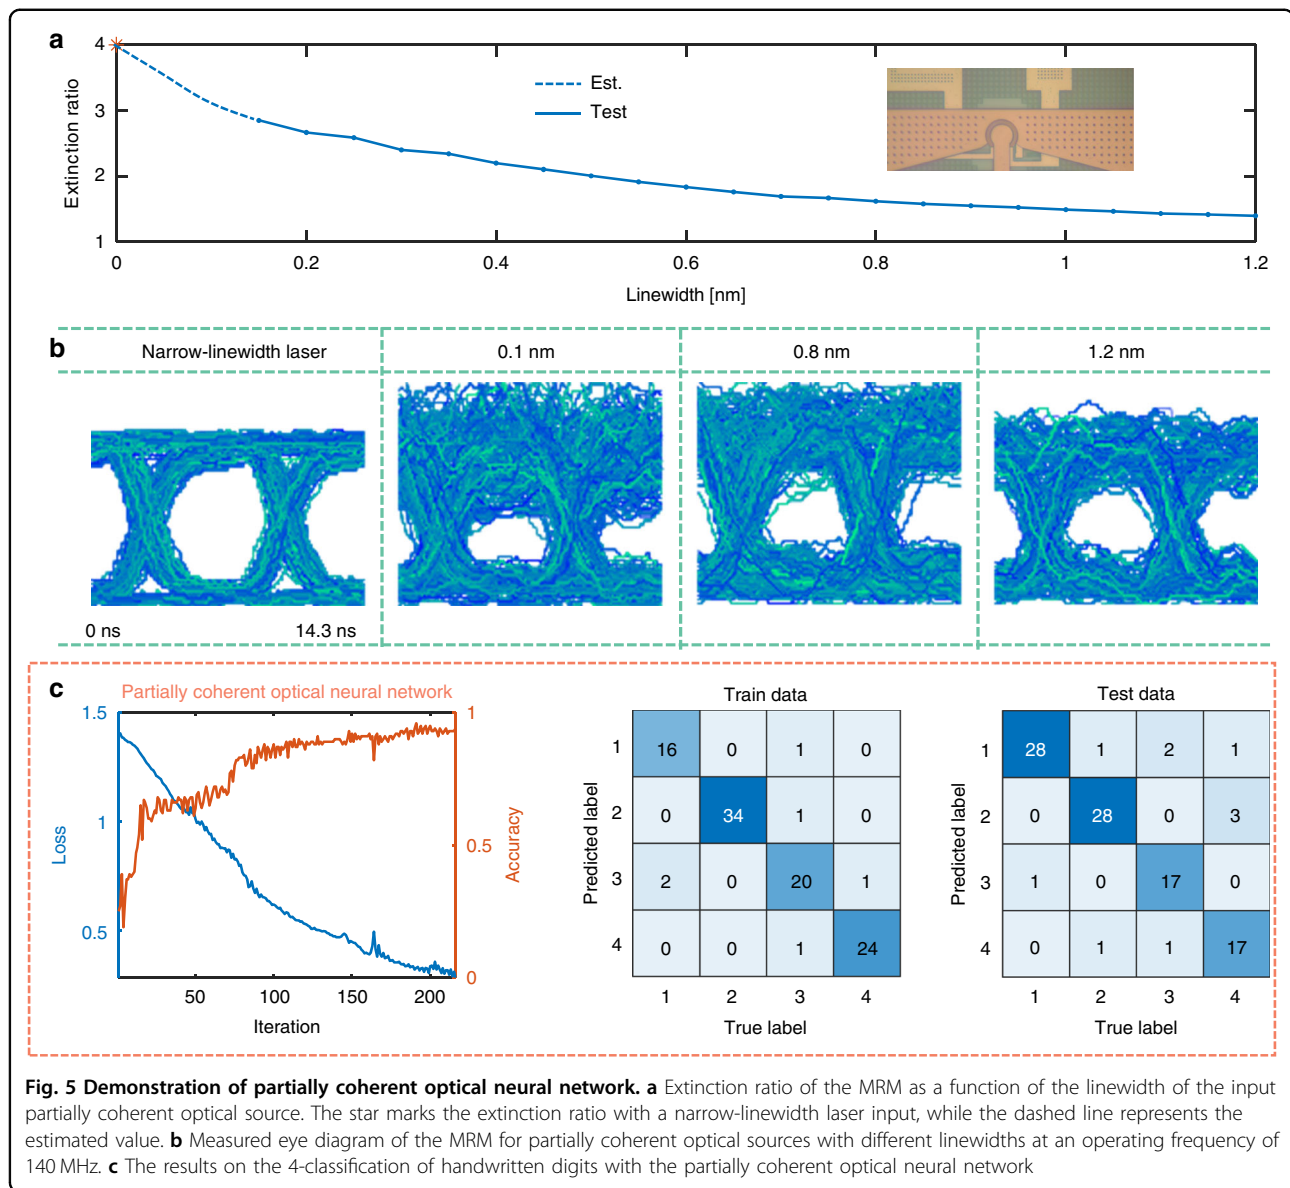 a
4
3
2
1
Extinction ratio
Est.
Test
0
0.2
0.4
0.6
0.8
1
1.2
Linewidth [nm]
b
Narrow-linewidth laser
0.1 nm
0.8 nm
1.2 nm
0 ns
14.3 ns
c
Partially coherent optical neural network
1.5
1
0.5
Loss
1
0.5
0
Accuracy
50
100
150
200
Iteration
Train data
Predicted label
1 16 0 1 0
2 0 34 1 0
3 2 0 20 1
4 0 0 1 24
1 2 3 4
True label
Test data
Predicted label
1 28 1 2 1
2 0 28 0 3
3 1 0 17 0
4 0 1 1 17
1 2 3 4
True label
Fig. 5 Demonstration of partially coherent optical neural network. a Extinction ratio of the MRM as a function of the linewidth of the input
partially coherent optical source. The star marks the extinction ratio with a narrow-linewidth laser input, while the dashed line represents the
estimated value. b Measured eye diagram of the MRM for partially coherent optical sources with different linewidths at an operating frequency of
140 MHz. c The results on the 4-classification of handwritten digits with the partially coherent optical neural network